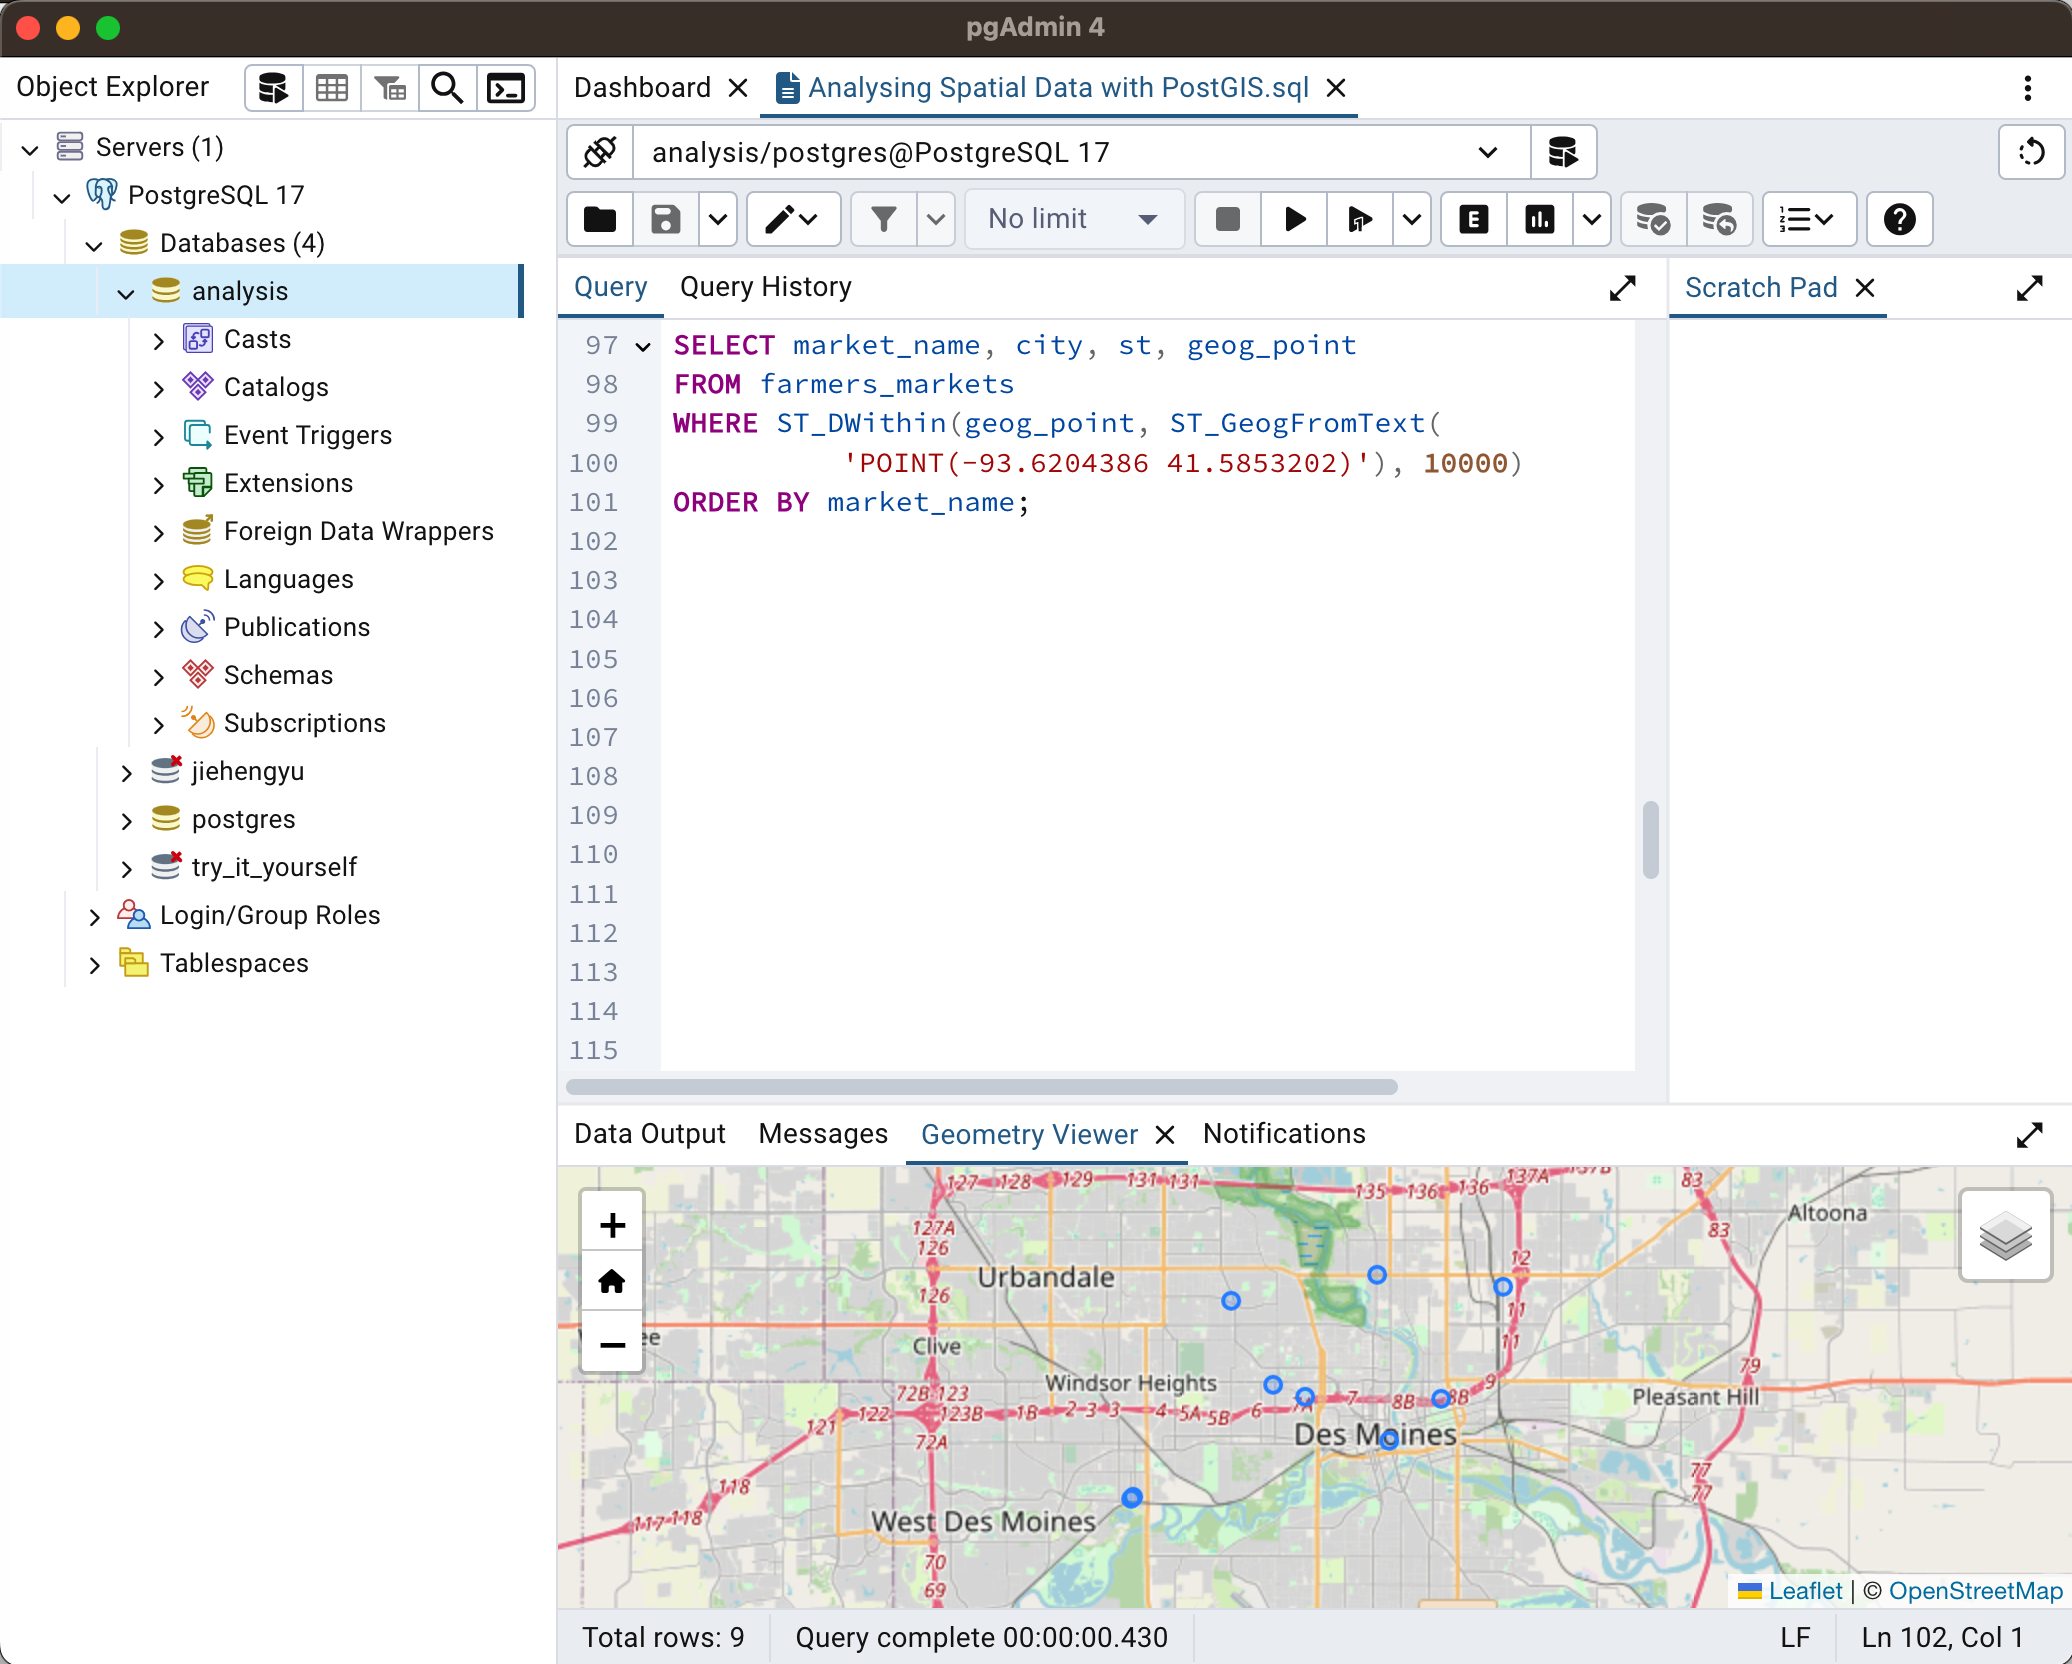 pgAdmin 4
Object Explorer
Servers (1)
PostgreSQL 17
Databases (4)
analysis
Casts
Catalogs
Event Triggers
Extensions
Foreign Data Wrappers
Languages
Publications
Schemas
Subscriptions
jiehengyu
postgres
try_it_yourself
Login/Group Roles
Tablespaces
Dashboard
Analysing Spatial Data with PostGIS.sql
analysis/postgres@PostgreSQL 17
No limit
E
Query Query History
Scratch Pad
97 SELECT market_name, city, st, geog_point
98 FROM farmers_markets
99 WHERE ST_DWithin(geog_point, ST_GeogFromText(
100 'POINT(-93.6204386 41.5853202)'), 10000)
101 ORDER BY market_name;
102
103
104
105
106
107
108
109
110
111
112
113
114
115
Data Output Messages Geometry Viewer Notifications
127 128 129 131 131 135 136 136 137A 137B 83
Altoona
127A
126
83
12
Urbandale
126
11
11
Clive
79
Windsor Heights
72B 123
9
Pleasant Hill
121 122 123B 1B 2 3 3 4 5A 5B 6 7A 7 8B 8B
72A
Des Moines
77
77
118
117 118
West Des Moines
70
69
Leaflet | © OpenStreetMap
Total rows: 9
Query complete 00:00:00.430
LF
Ln 102, Col 1